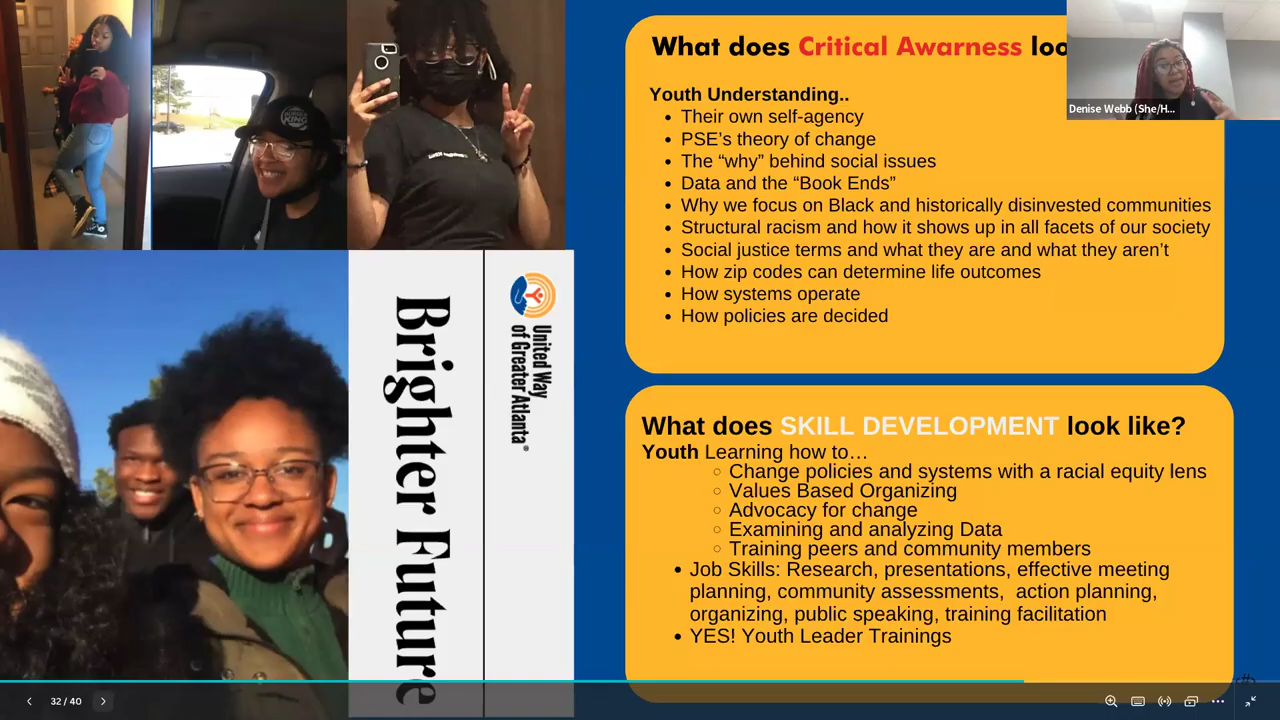 What does Critical Awarness loo
Youth Understanding..
Their own self-agency
PSE's theory of change
The “why” behind social issues
Data and the “Book Ends”
Why we focus on Black and historically disinvested communities
Structural racism and how it shows up in all facets of our society
Social justice terms and what they are and what they aren't
How zip codes can determine life outcomes
How systems operate
How policies are decided
Denise Webb (She/H...
BURGER
KING
United Way
of Greater Atlanta®
Brighter Future
What does SKILL DEVELOPMENT look like?
Youth Learning how to…
Change policies and systems with a racial equity lens
Values Based Organizing
Advocacy for change
Examining and analyzing Data
Training peers and community members
Job Skills: Research, presentations, effective meeting
planning, community assessments, action planning,
organizing, public speaking, training facilitation
YES! Youth Leader Trainings
32 / 40